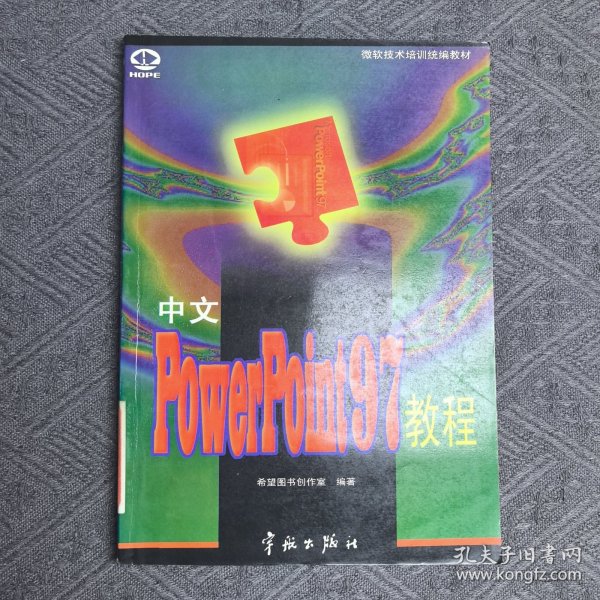 HOPE
微软技术培训统编教材
PowerPoint97
中文
PowerPoint97
教程
希望图书创作室 编著
宇航出版社
孔夫子旧书网
www.kongfz.com